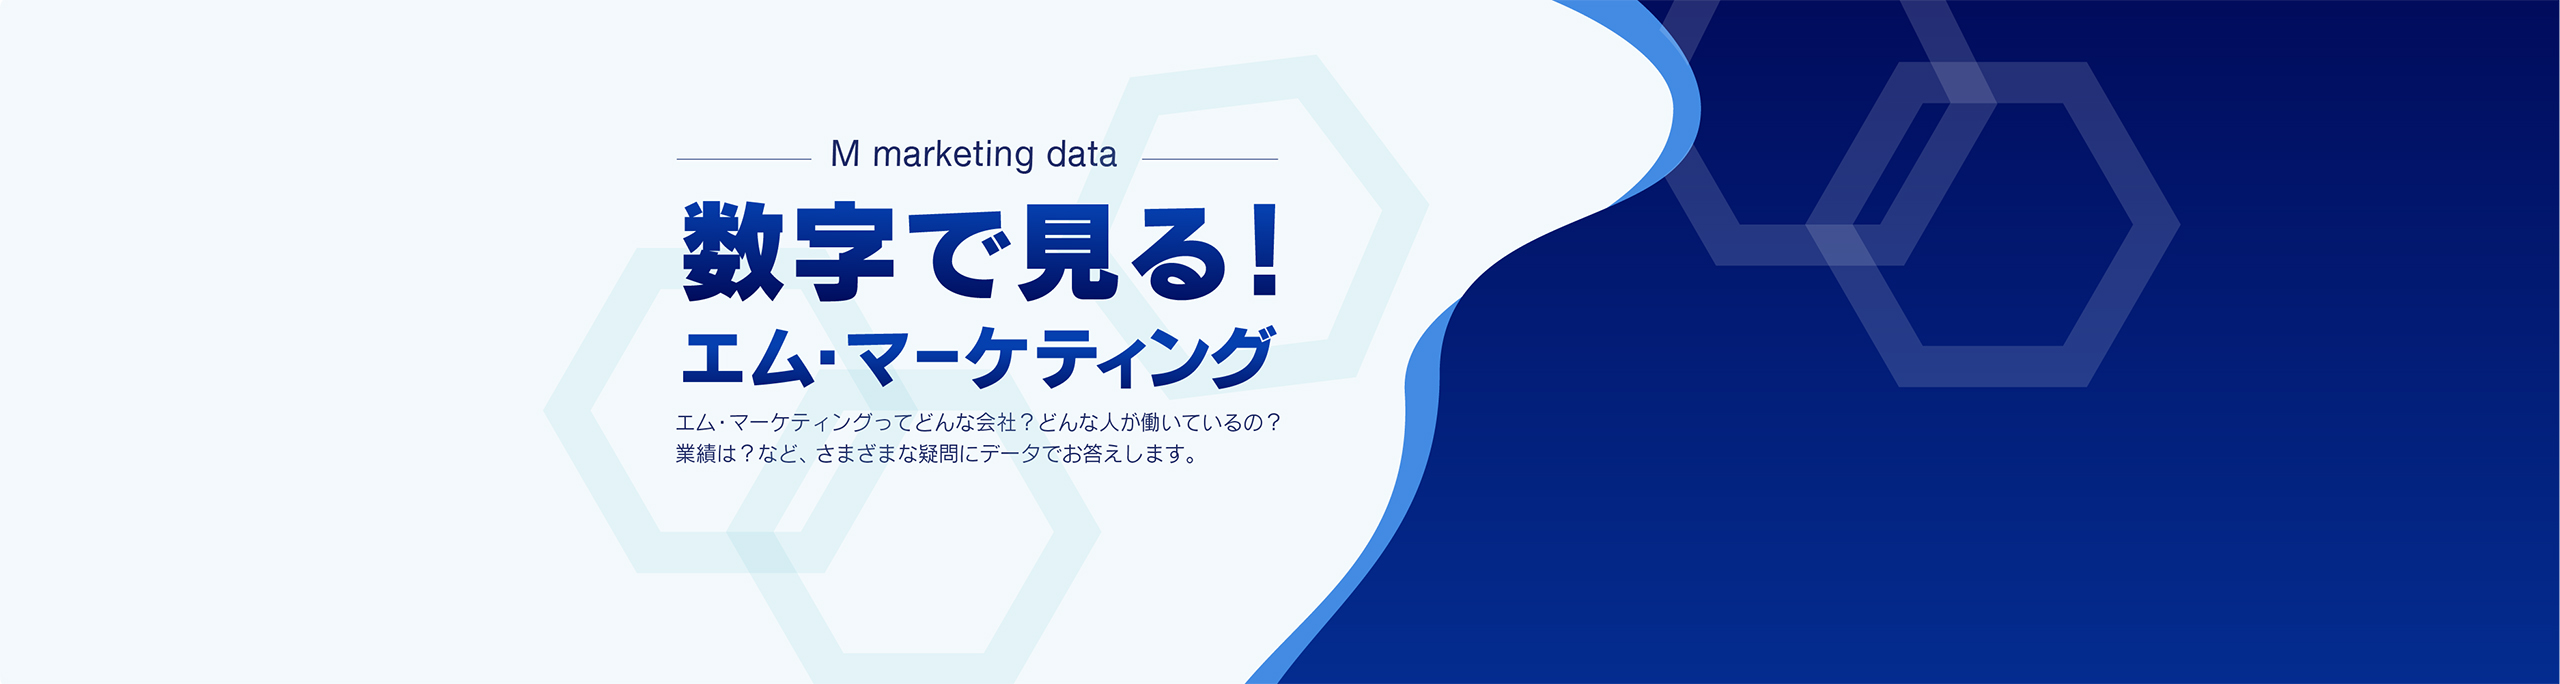 M marketing data
数字で見る!
エム・マーケティング
エム・マーケティングってどんな会社？どんな人が働いているの？
業績は？など、さまざまな疑問にデータでお答えします。